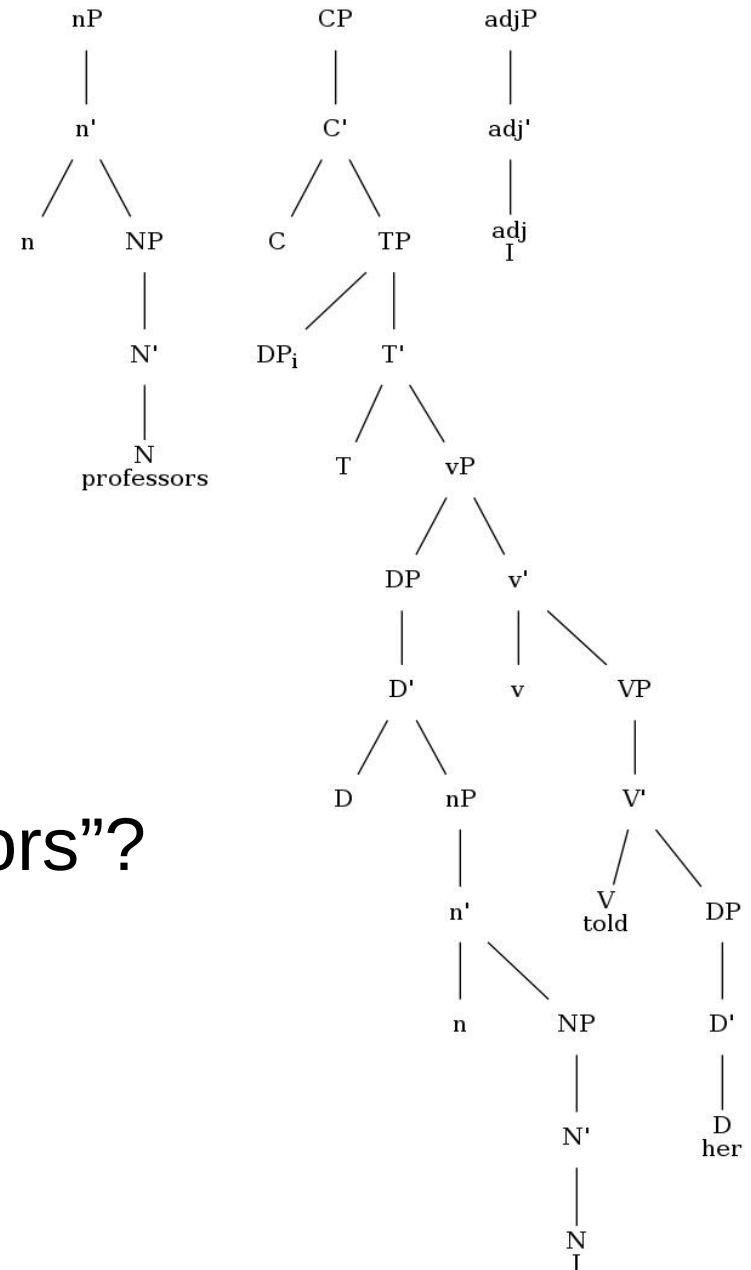 nP CP adjP
n' C' adj'
n NP C TP adj
I
N' DPi T'
N
professors
T vP
DP v'
D' v VP
D nP V'
ors”?
n' V
told
DP
n NP D'
N' D
her
N
I